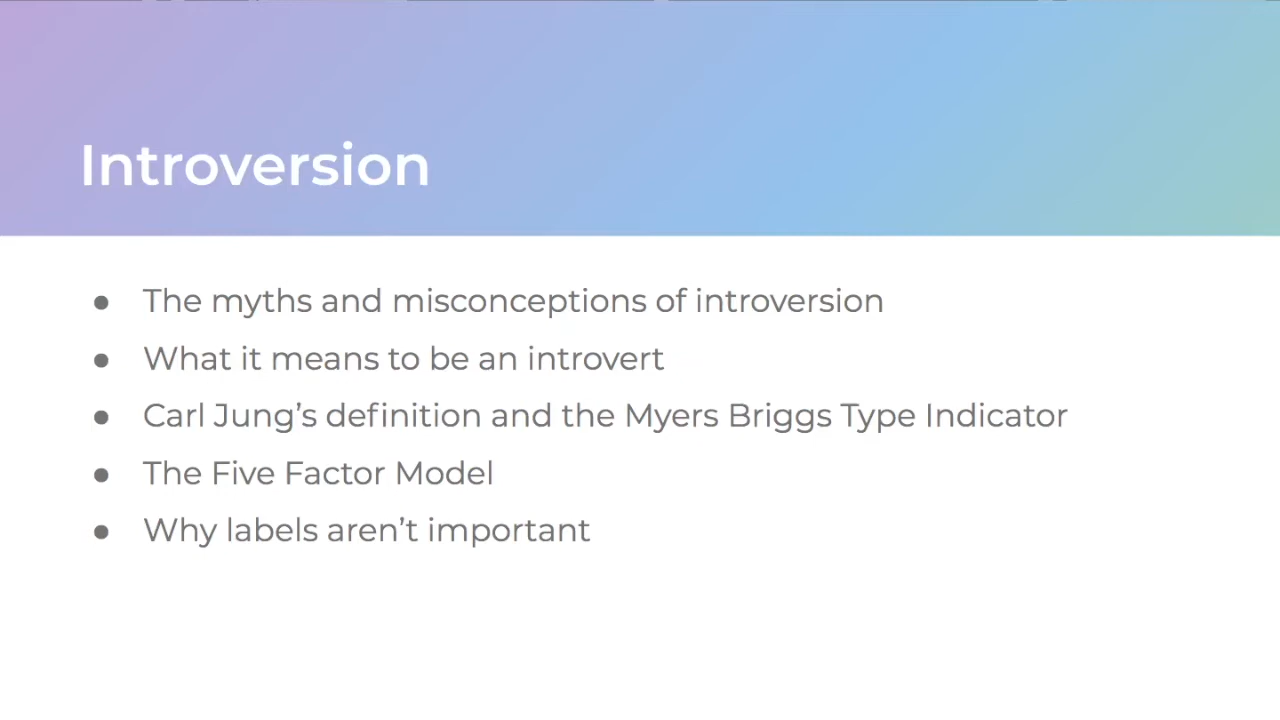 Introversion
● The myths and misconceptions of introversion
● What it means to be an introvert
● Carl Jung’s definition and the Myers Briggs Type Indicator
● The Five Factor Model
● Why labels aren’t important